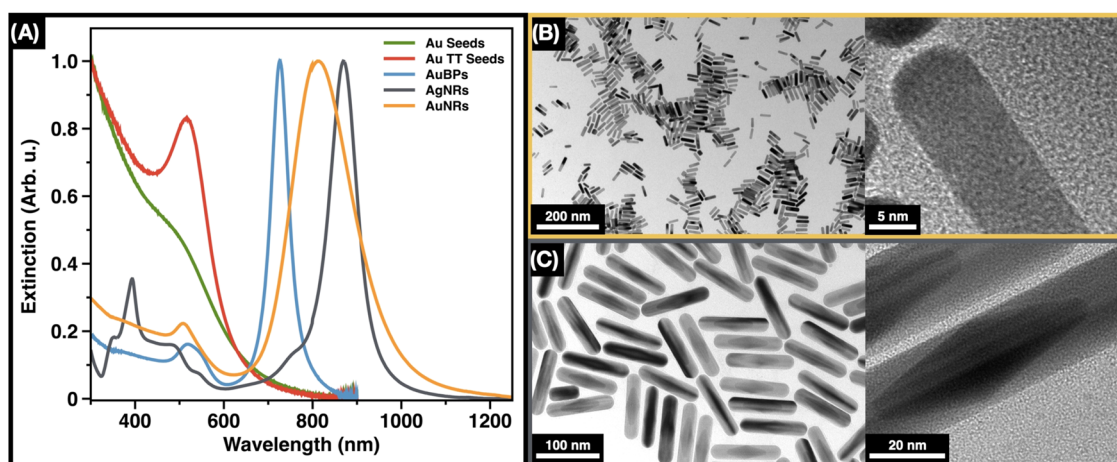 (A)
Extinction (Arb. u.)
1.0
0.8
0.6
0.4
0.2
0
400 600 800 1000 1200
Wavelength (nm)
Au Seeds
Au TT Seeds
AuBPs
AgNRs
AuNRs
(B)
200 nm
5 nm
(C)
100 nm
20 nm